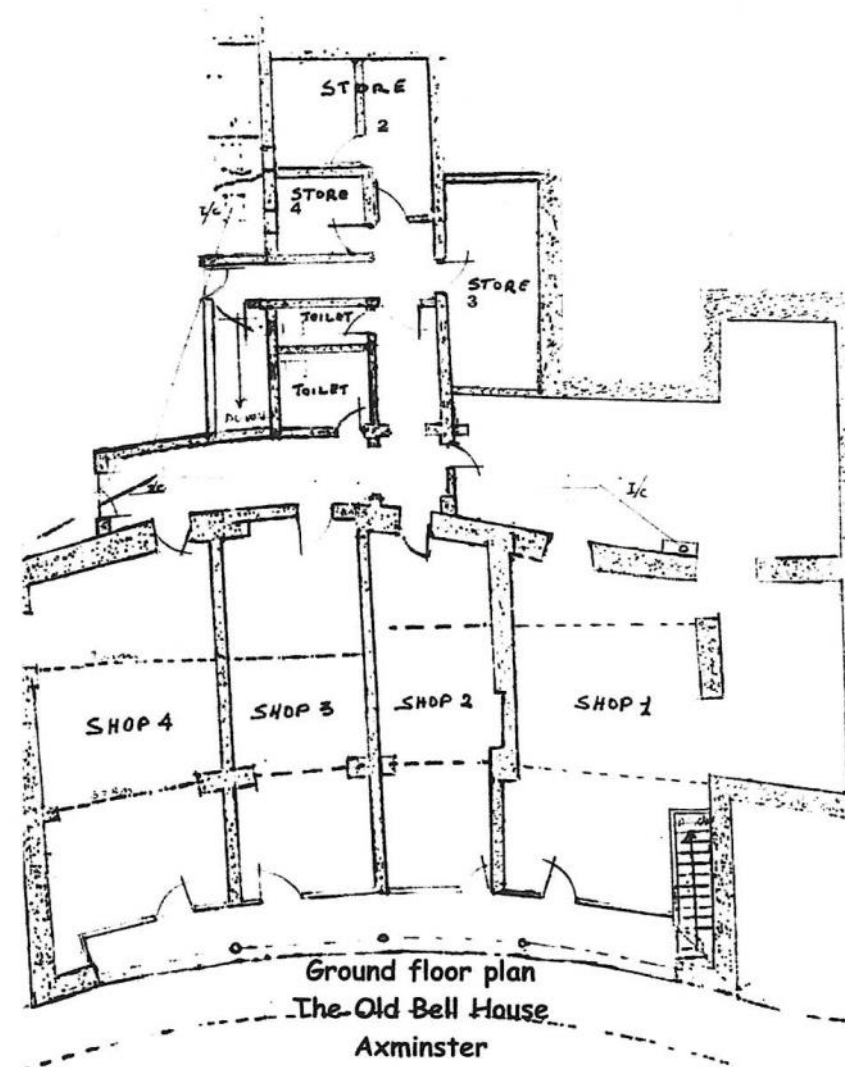 STORE
2
STORE
4
I/C
STORE
3
TOILET
TOILET
I/C
I/C
SHOP 4
SHOP 3
SHOP 2
SHOP 1
Ground floor plan
The Old Bell House
Axminster